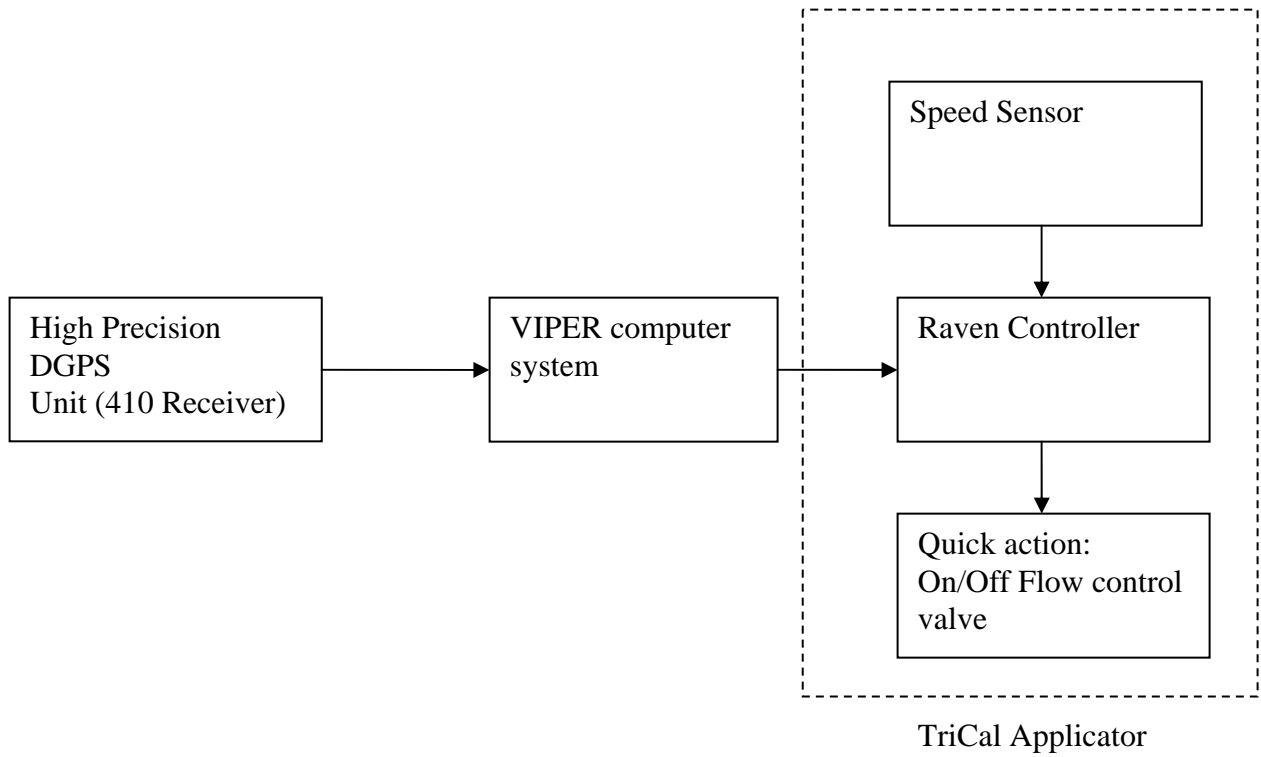 Speed Sensor
High Precision
DGPS
Unit (410 Receiver)
VIPER computer
system
Raven Controller
Quick action:
On/Off Flow control
valve
TriCal Applicator